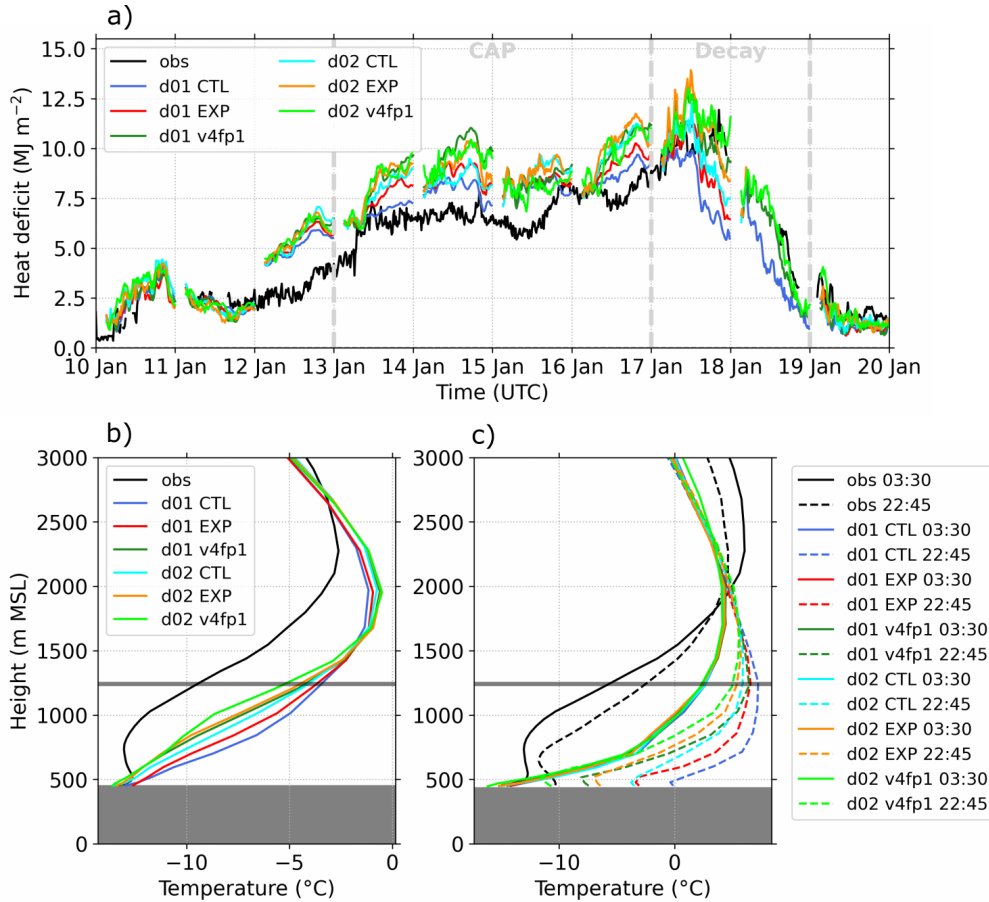 a)
CAP
Decay
obs
d01 CTL
d01 EXP
d01 v4fp1
d02 CTL
d02 EXP
d02 v4fp1
Heat deficit (MJ m⁻²)
15.0
12.5
10.0
7.5
5.0
2.5
0.0
10 Jan 11 Jan 12 Jan 13 Jan 14 Jan 15 Jan 16 Jan 17 Jan 18 Jan 19 Jan 20 Jan
Time (UTC)
b)
obs
d01 CTL
d01 EXP
d01 v4fp1
d02 CTL
d02 EXP
d02 v4fp1
Height (m MSL)
3000
2500
2000
1500
1000
500
0
−10 −5 0
Temperature (°C)
c)
3000
2500
2000
1500
1000
500
0
−10 0
Temperature (°C)
obs 03:30
obs 22:45
d01 CTL 03:30
d01 CTL 22:45
d01 EXP 03:30
d01 EXP 22:45
d01 v4fp1 03:30
d01 v4fp1 22:45
d02 CTL 03:30
d02 CTL 22:45
d02 EXP 03:30
d02 EXP 22:45
d02 v4fp1 03:30
d02 v4fp1 22:45